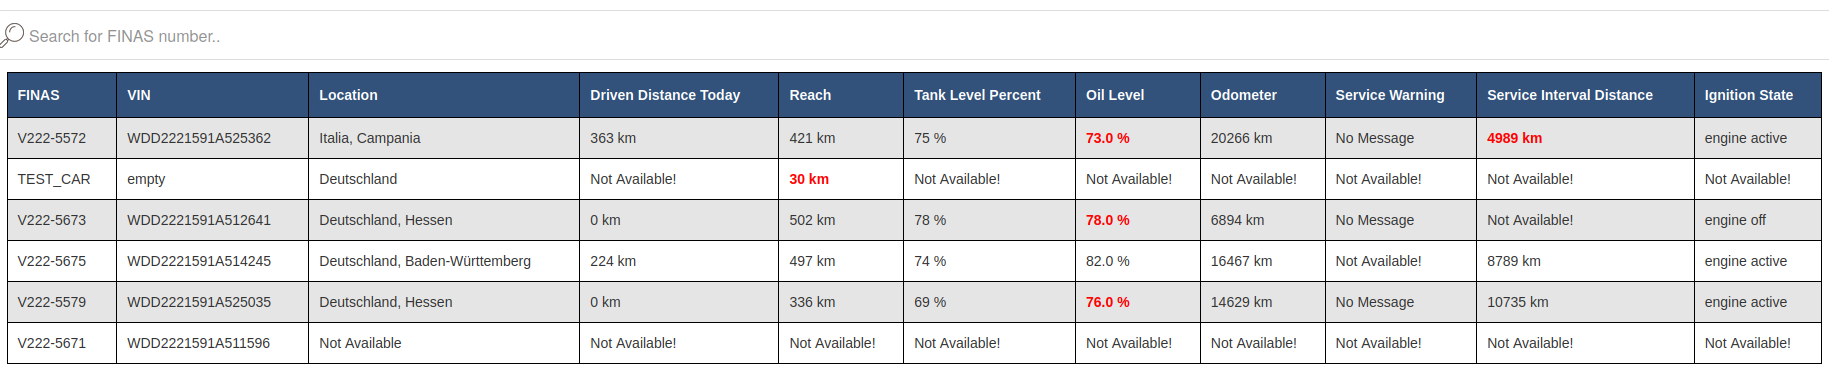 Search for FINAS number..
FINAS VIN Location Driven Distance Today Reach Tank Level Percent Oil Level Odometer Service Warning Service Interval Distance Ignition State
V222-5572 WDD2221591A525362 Italia, Campania 363 km 421 km 75 % 73.0 % 20266 km No Message 4989 km engine active
TEST_CAR empty Deutschland Not Available! 30 km Not Available! Not Available! Not Available! Not Available! Not Available! Not Available!
V222-5673 WDD2221591A512641 Deutschland, Hessen 0 km 502 km 78 % 78.0 % 6894 km No Message Not Available! engine off
V222-5675 WDD2221591A514245 Deutschland, Baden-Württemberg 224 km 497 km 74 % 82.0 % 16467 km Not Available! 8789 km engine active
V222-5579 WDD2221591A525035 Deutschland, Hessen 0 km 336 km 69 % 76.0 % 14629 km No Message 10735 km engine active
V222-5671 WDD2221591A511596 Not Available Not Available! Not Available! Not Available! Not Available! Not Available! Not Available! Not Available! Not Available!